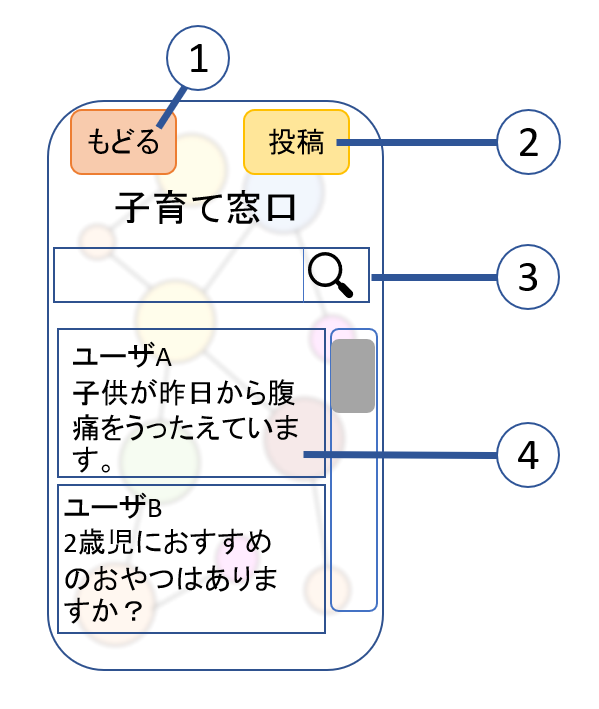 1
もどる
投稿
2
子育て窓口
3
ユーザA
子供が昨日から腹
痛をうったえていま
す。
4
ユーザB
2歳児におすすめ
のおやつはありま
すか？